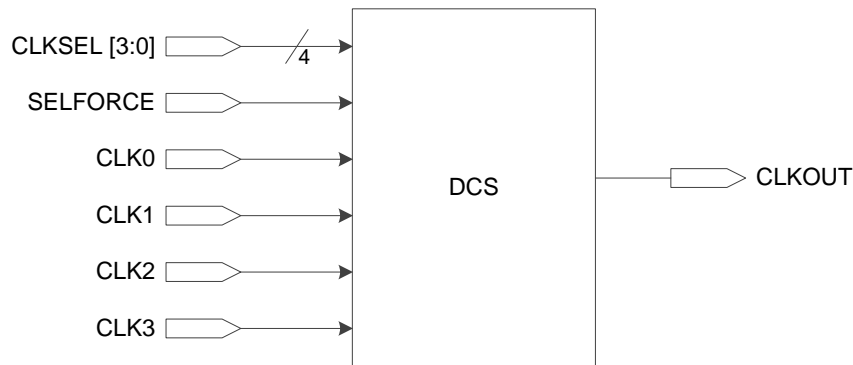 CLKSEL [3:0]
4
SELFORCE
CLK0
CLK1
CLK2
CLK3
DCS
CLKOUT